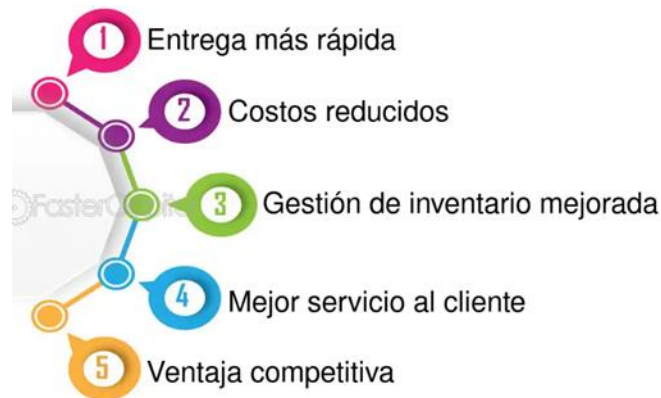 1 Entrega más rápida
2 Costos reducidos
3 Gestión de inventario mejorada
4 Mejor servicio al cliente
5 Ventaja competitiva